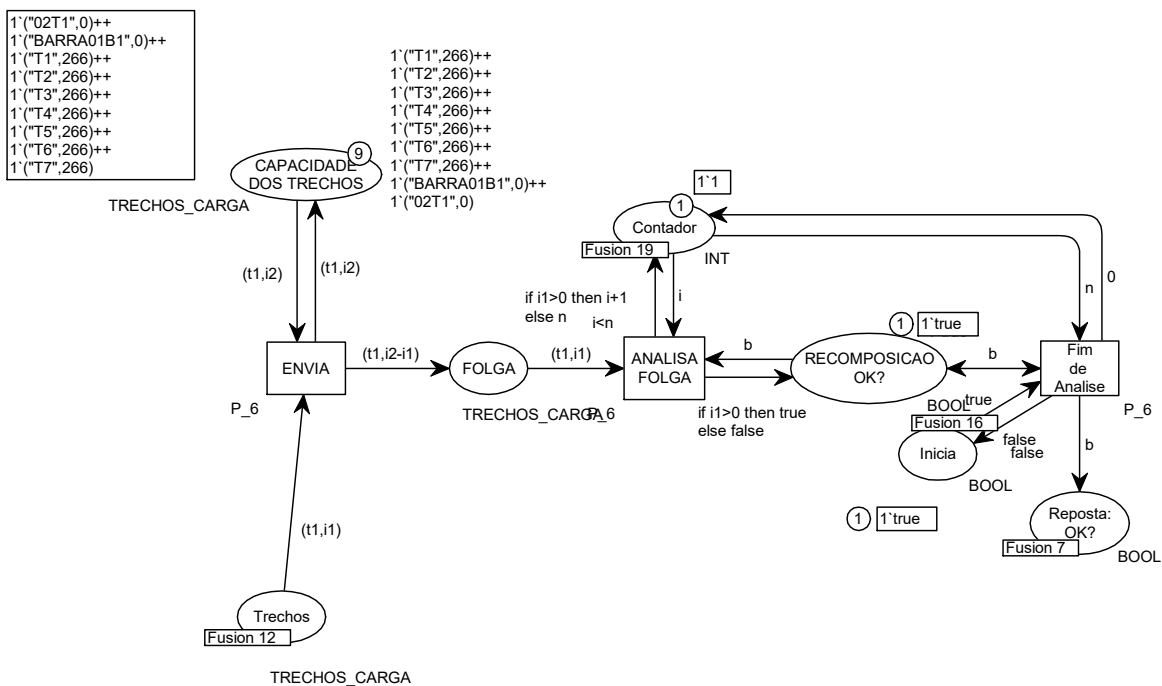 1`("02T1",0)++
1`("BARRA01B1",0)++
1`("T1",266)++
1`("T2",266)++
1`("T3",266)++
1`("T4",266)++
1`("T5",266)++
1`("T6",266)++
1`("T7",266)
1`("T1",266)++
1`("T2",266)++
1`("T3",266)++
1`("T4",266)++
1`("T5",266)++
1`("T6",266)++
1`("T7",266)++
1`("BARRA01B1",0)++
1`("02T1",0)
9
CAPACIDADE
DOS TRECHOS
TRECHOS_CARGA
(t1,i2)
(t1,i2)
ENVIA
P_6
(t1,i2-i1)
FOLGA
TRECHOS_CARGA
(t1,i1)
(t1,i1)
Trechos
Fusion 12
TRECHOS_CARGA
1`1
1
Contador
Fusion 19
INT
if i1>0 then i+1
else n
i<n
i
ANALISA
FOLGA
P_6
b
if i1>0 then true
else false
1
1`true
RECOMPOSICAO
OK?
BOOL
b
n
0
Fim
de
Analise
P_6
true
false
false
Fusion 16
Inicia
BOOL
1
1`true
b
Reposta:
OK?
Fusion 7
BOOL